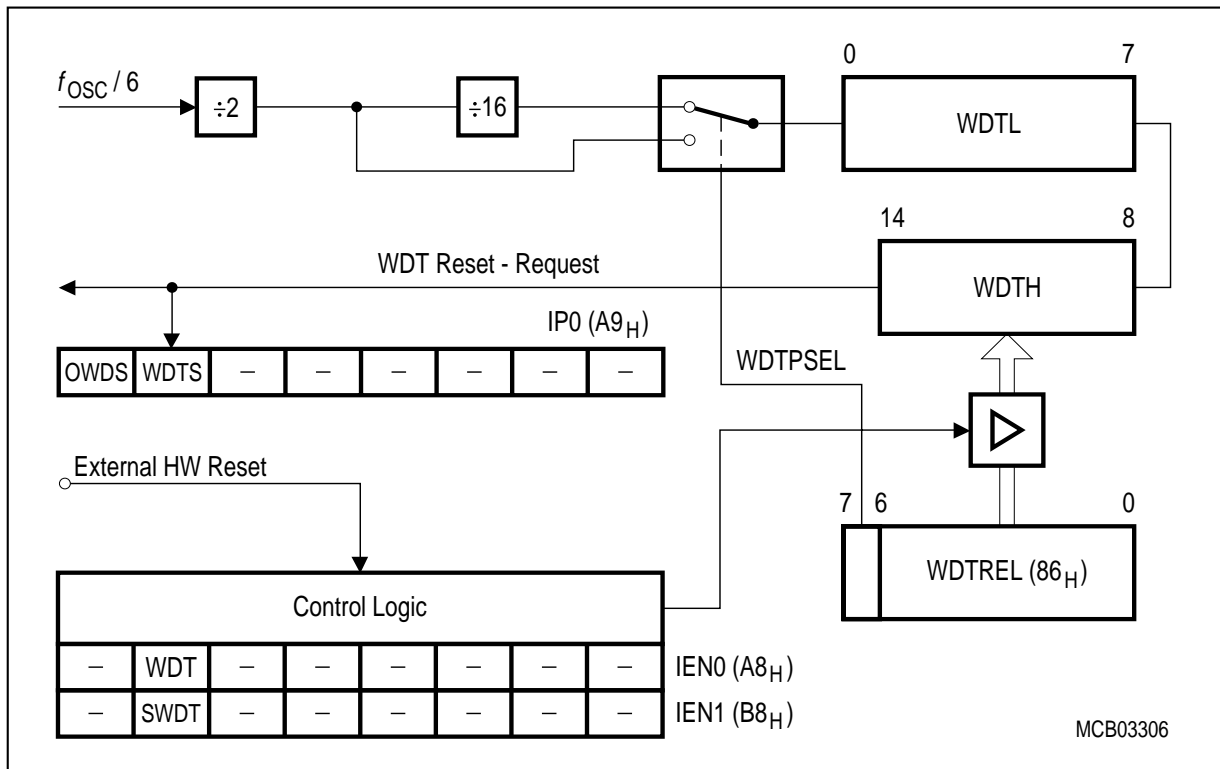 0 7
fOSC / 6
÷2 ÷16
WDTL
14 8
WDT Reset - Request
WDTH
IP0 (A9H)
OWDS WDTS – – – – – –
WDTPSEL
External HW Reset
7 6 0
WDTREL (86H)
Control Logic
– WDT – – – – – – IEN0 (A8H)
– SWDT – – – – – – IEN1 (B8H)
MCB03306